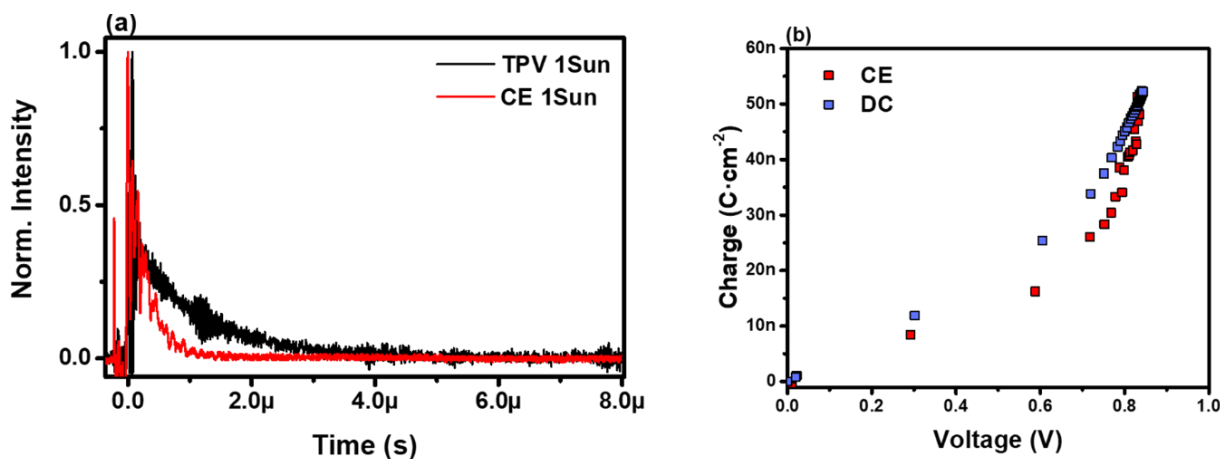 (a)
1.0
0.5
0.0
Norm. Intensity
TPV 1Sun
CE 1Sun
0.0 2.0µ 4.0µ 6.0µ 8.0µ
Time (s)
(b)
60n
50n
40n
30n
20n
10n
0
Charge (C·cm⁻²)
CE
DC
0.0 0.2 0.4 0.6 0.8 1.0
Voltage (V)